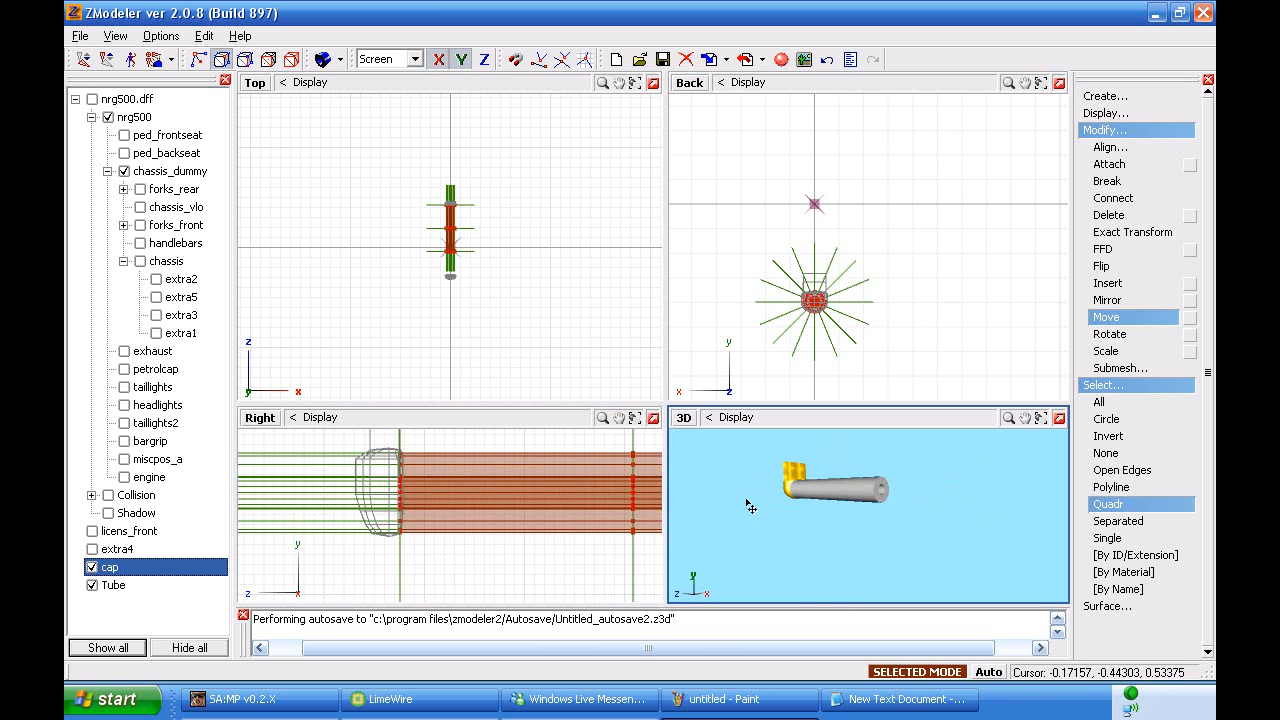 ZModeler ver 2.0.8 (Build 897)
File View Options Edit Help
Screen X Y Z
nrg500.dff
nrg500
ped_frontseat
ped_backseat
chassis_dummy
forks_rear
chassis_vlo
forks_front
handlebars
chassis
extra2
extra5
extra3
extra1
exhaust
petrolcap
taillights
headlights
taillights2
bargrip
miscpos_a
engine
Collision
Shadow
licens_front
extra4
cap
Tube
Show all Hide all
Top < Display
z
y x
Back < Display
y
x z
Right < Display
y
z x
3D < Display
y
z x
Create...
Display...
Modify...
Align...
Attach
Break
Connect
Delete
Exact Transform
FFD
Flip
Insert
Mirror
Move
Rotate
Scale
Submesh...
Select...
All
Circle
Invert
None
Open Edges
Polyline
Quadr
Separated
Single
[By ID/Extension]
[By Material]
[By Name]
Surface...
Performing autosave to "c:\program files\zmodeler2/Autosave/Untitled_autosave2.z3d"
SELECTED MODE Auto Cursor: -0.17157, -0.44303, 0.53375
start SA:MP v0.2.X LimeWire Windows Live Messen... untitled - Paint New Text Document -...